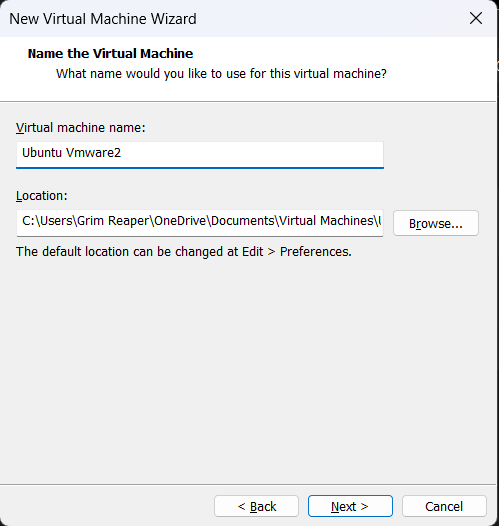 New Virtual Machine Wizard
Name the Virtual Machine
What name would you like to use for this virtual machine?
Virtual machine name:
Ubuntu Vmware2
Location:
C:\Users\Grim Reaper\OneDrive\Documents\Virtual Machines\U
Browse...
The default location can be changed at Edit > Preferences.
< Back
Next >
Cancel